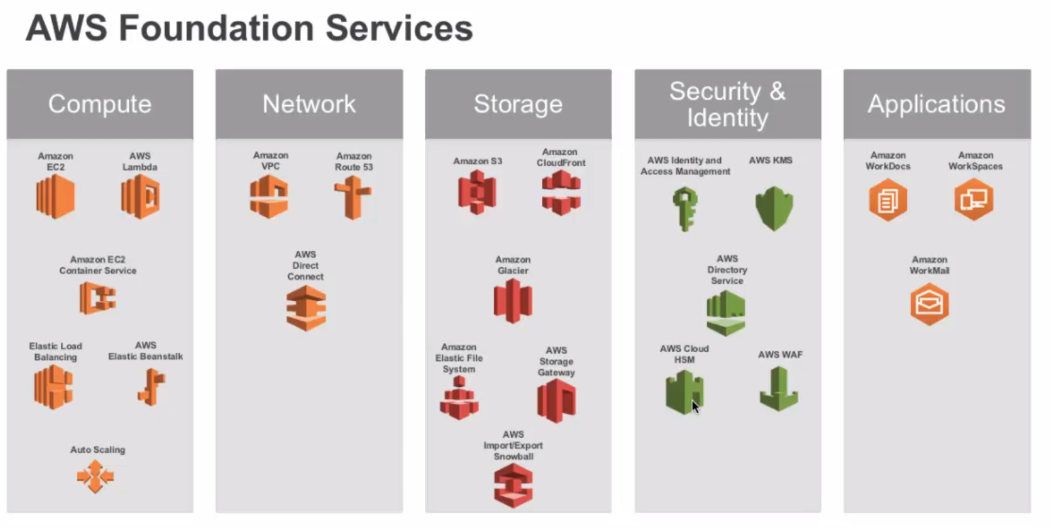 AWS Foundation Services
Compute
Network
Storage
Security &
Identity
Applications
Amazon
EC2
AWS
Lambda
Amazon EC2
Container Service
Elastic Load
Balancing
AWS
Elastic Beanstalk
Auto Scaling
Amazon
VPC
Amazon
Route 53
AWS
Direct
Connect
Amazon S3
Amazon
CloudFront
Amazon
Glacier
Amazon
Elastic File
System
AWS
Storage
Gateway
AWS
Import/Export
Snowball
AWS Identity and
Access Management
AWS KMS
AWS
Directory
Service
AWS Cloud
HSM
AWS WAF
Amazon
WorkDocs
Amazon
WorkSpaces
Amazon
WorkMail